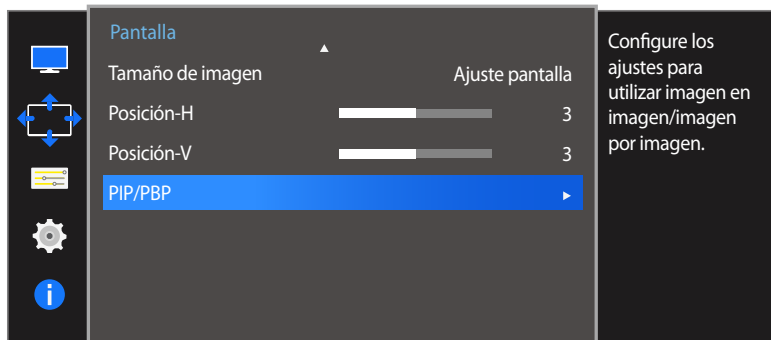 Pantalla
Tamaño de imagen Ajuste pantalla
Posición-H 3
Posición-V 3
PIP/PBP
Configure los
ajustes para
utilizar imagen en
imagen/imagen
por imagen.